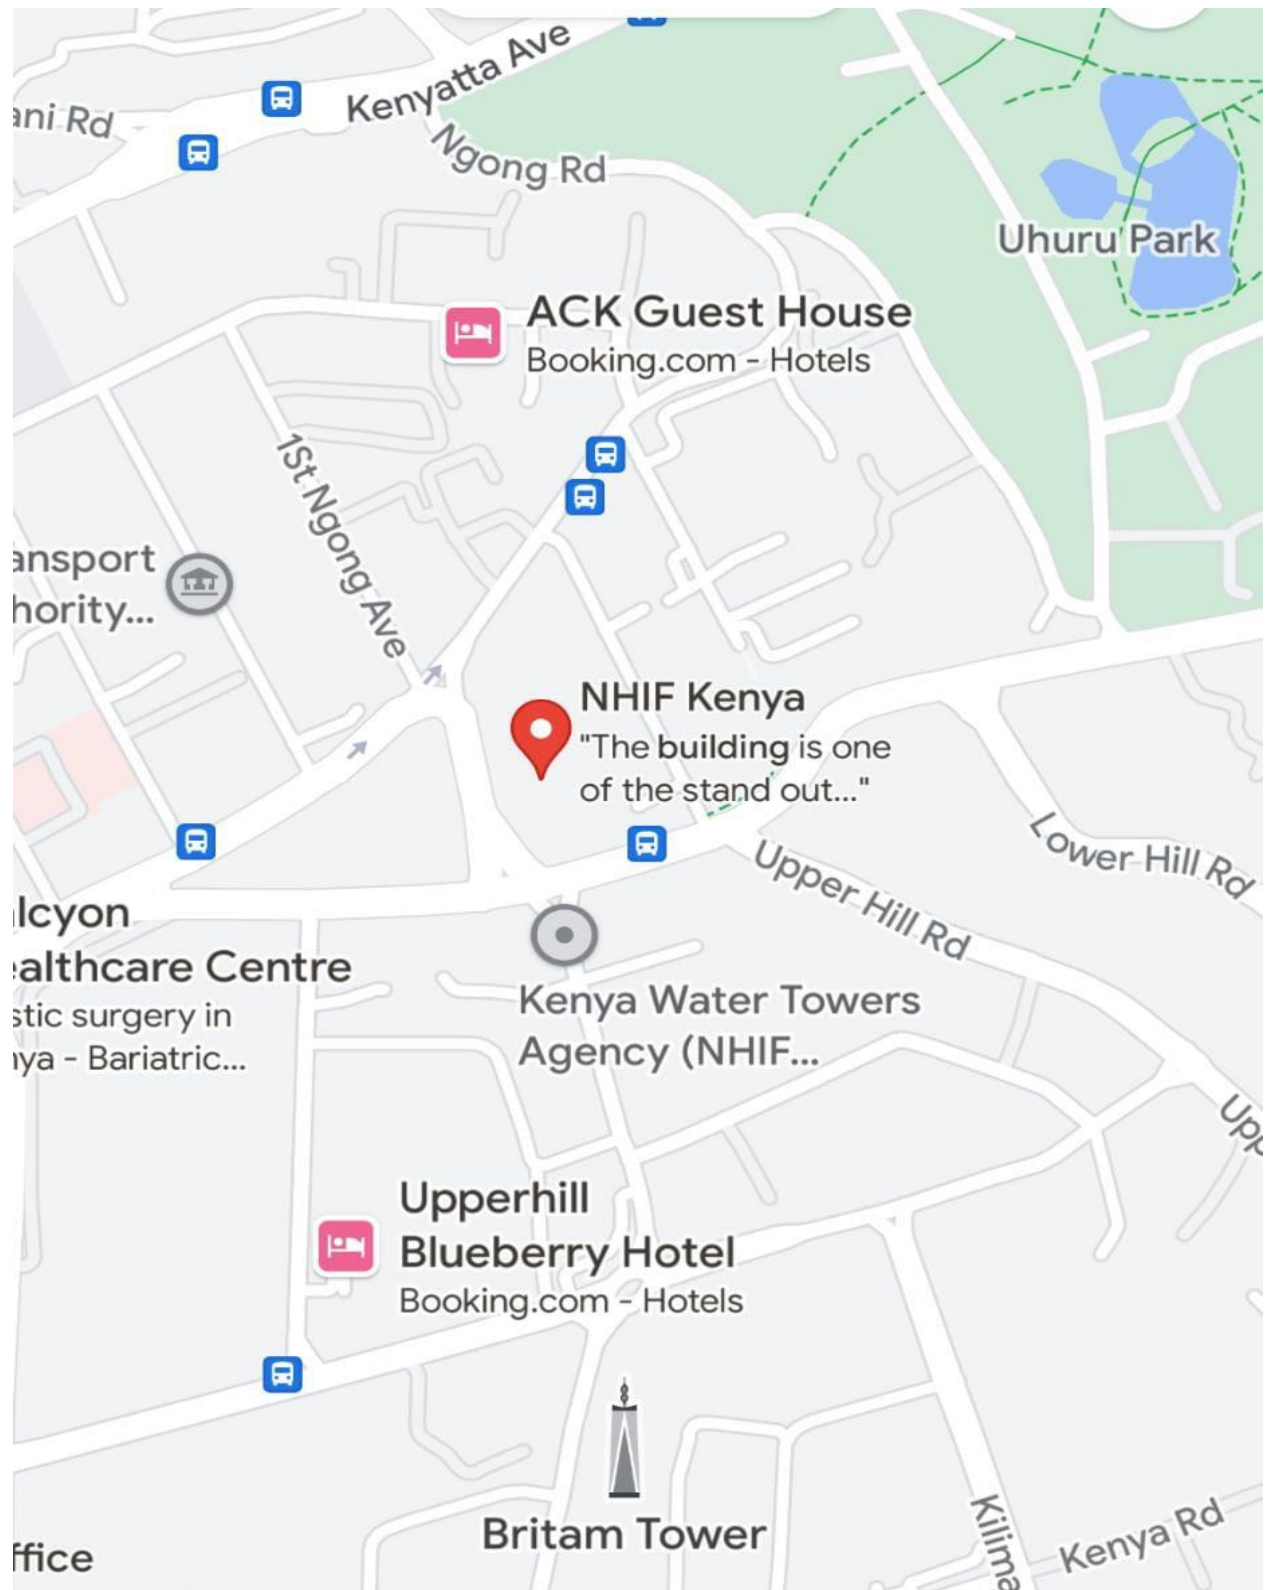 Kenyatta Ave
ani Rd
Ngong Rd
Uhuru Park
ACK Guest House
Booking.com - Hotels
1St Ngong Ave
ansport
hority...
NHIF Kenya
"The building is one
of the stand out..."
Lower Hill Rd
Upper Hill Rd
lcyon
ealthcare Centre
stic surgery in
nya - Bariatric...
Kenya Water Towers
Agency (NHIF...
Upp
Upperhill
Blueberry Hotel
Booking.com - Hotels
Britam Tower
Kilima
Kenya Rd
ffice